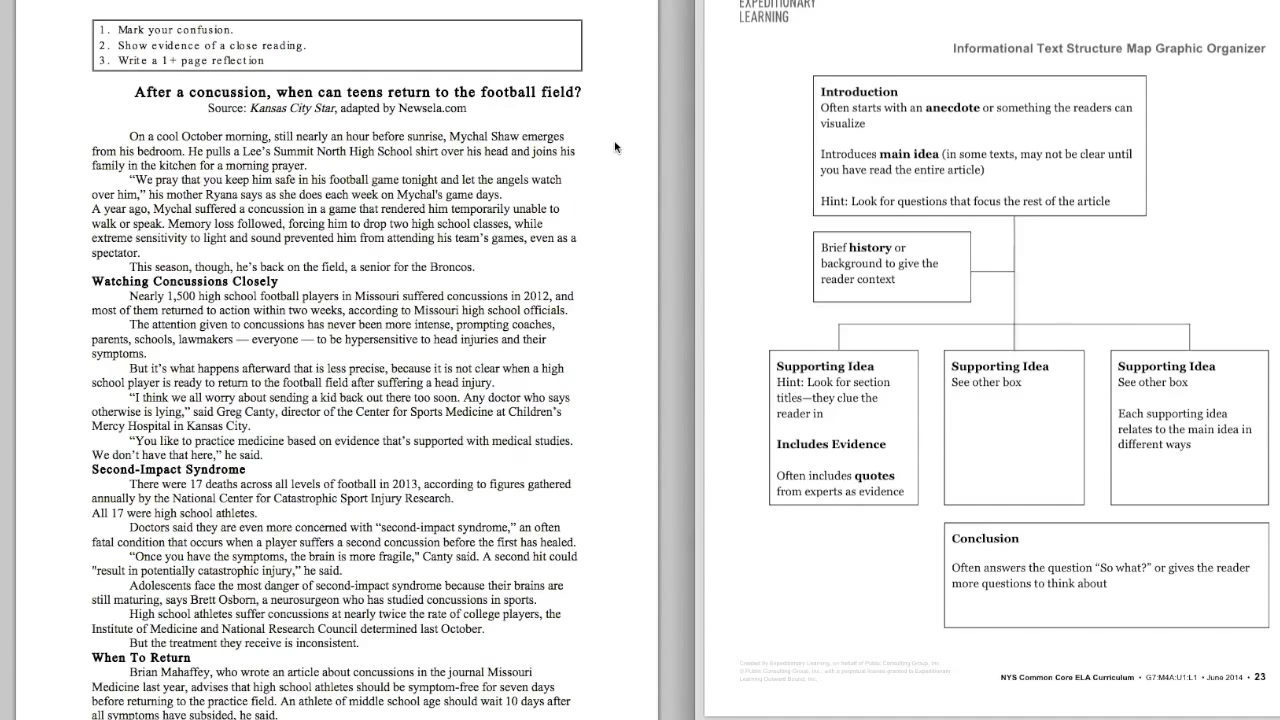 1. Mark your confusion.
2. Show evidence of a close reading.
3. Write a 1+ page reflection
After a concussion, when can teens return to the football field?
Source: Kansas City Star, adapted by Newsela.com
On a cool October morning, still nearly an hour before sunrise, Mychal Shaw emerges
from his bedroom. He pulls a Lee's Summit North High School shirt over his head and joins his
family in the kitchen for a morning prayer.
“We pray that you keep him safe in his football game tonight and let the angels watch
over him,” his mother Ryana says as she does each week on Mychal's game days.
A year ago, Mychal suffered a concussion in a game that rendered him temporarily unable to
walk or speak. Memory loss followed, forcing him to drop two high school classes, while
extreme sensitivity to light and sound prevented him from attending his team's games, even as a
spectator.
This season, though, he's back on the field, a senior for the Broncos.
Watching Concussions Closely
Nearly 1,500 high school football players in Missouri suffered concussions in 2012, and
most of them returned to action within two weeks, according to Missouri high school officials.
The attention given to concussions has never been more intense, prompting coaches,
parents, schools, lawmakers — everyone — to be hypersensitive to head injuries and their
symptoms.
But it's what happens afterward that is less precise, because it is not clear when a high
school player is ready to return to the football field after suffering a head injury.
“I think we all worry about sending a kid back out there too soon. Any doctor who says
otherwise is lying,” said Greg Canty, director of the Center for Sports Medicine at Children's
Mercy Hospital in Kansas City.
“You like to practice medicine based on evidence that's supported with medical studies.
We don't have that here,” he said.
Second-Impact Syndrome
There were 17 deaths across all levels of football in 2013, according to figures gathered
annually by the National Center for Catastrophic Sport Injury Research.
All 17 were high school athletes.
Doctors said they are even more concerned with “second-impact syndrome,” an often
fatal condition that occurs when a player suffers a second concussion before the first has healed.
“Once you have the symptoms, the brain is more fragile," Canty said. A second hit could
"result in potentially catastrophic injury,” he said.
Adolescents face the most danger of second-impact syndrome because their brains are
still maturing, says Brett Osborn, a neurosurgeon who has studied concussions in sports.
High school athletes suffer concussions at nearly twice the rate of college players, the
Institute of Medicine and National Research Council determined last October.
But the treatment they receive is inconsistent.
When To Return
Brian Mahaffey, who wrote an article about concussions in the journal Missouri
Medicine last year, advises that high school athletes should be symptom-free for seven days
before returning to the practice field. An athlete of middle school age should wait 10 days after
all symptoms have subsided, he said.
EXPEDITIONARY
LEARNING
Informational Text Structure Map Graphic Organizer
Introduction
Often starts with an anecdote or something the readers can
visualize
Introduces main idea (in some texts, may not be clear until
you have read the entire article)
Hint: Look for questions that focus the rest of the article
Brief history or
background to give the
reader context
Supporting Idea
Hint: Look for section
titles—they clue the
reader in
Includes Evidence
Often includes quotes
from experts as evidence
Supporting Idea
See other box
Supporting Idea
See other box
Each supporting idea
relates to the main idea in
different ways
Conclusion
Often answers the question “So what?” or gives the reader
more questions to think about
Created by Expeditionary Learning, on behalf of Public Consulting Group, Inc.
© Public Consulting Group, Inc., with a perpetual license granted to Expeditionary
Learning Outward Bound, Inc.
NYS Common Core ELA Curriculum • G7:M4A:U1:L1 • June 2014 • 23